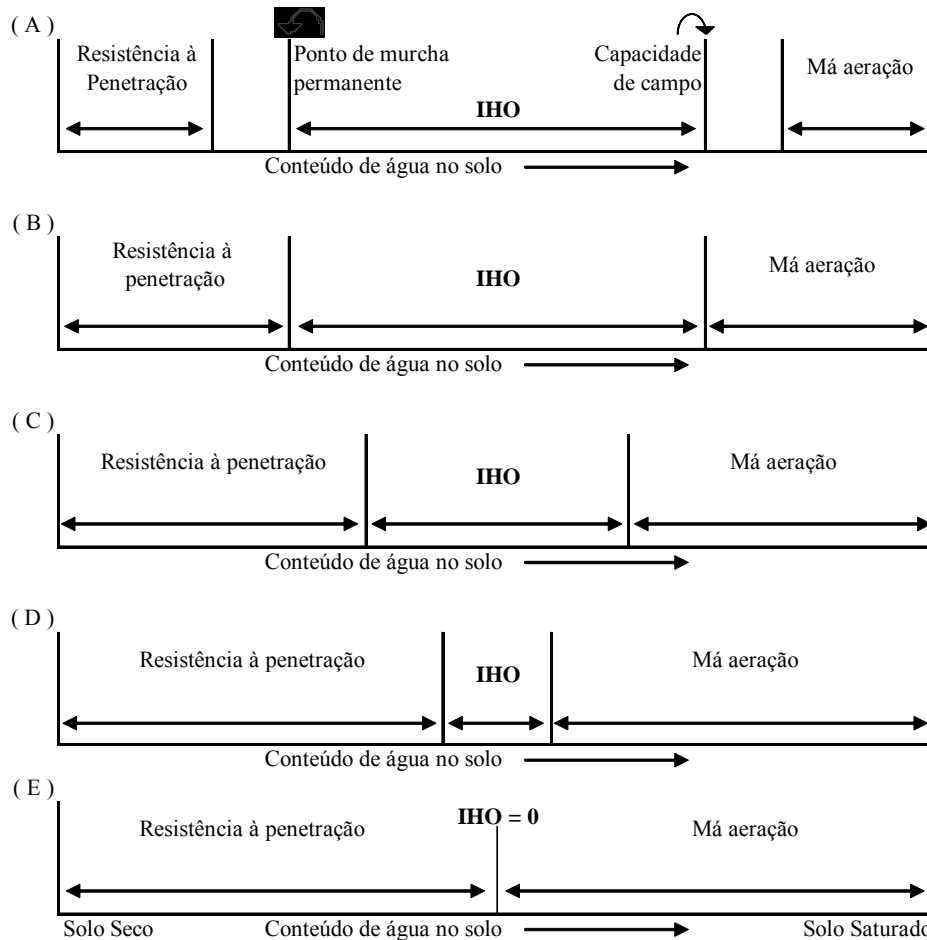 ( A )
Resistência à
Penetração
Ponto de murcha
permanente
IHO
Capacidade
de campo
Má aeração
Conteúdo de água no solo
( B )
Resistência à
penetração
IHO
Má aeração
Conteúdo de água no solo
( C )
Resistência à penetração
IHO
Má aeração
Conteúdo de água no solo
( D )
Resistência à penetração
IHO
Má aeração
Conteúdo de água no solo
( E )
Resistência à penetração
IHO = 0
Má aeração
Solo Seco
Conteúdo de água no solo
Solo Saturado